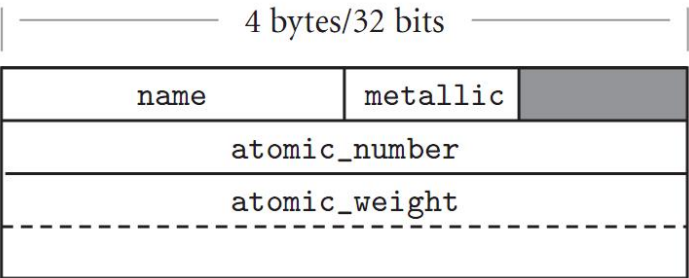 4 bytes/32 bits
name metallic
atomic_number
atomic_weight